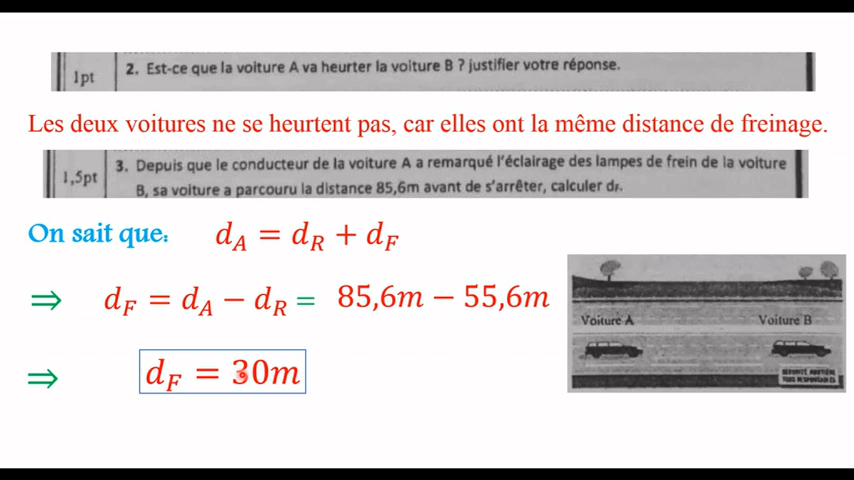 1pt
2. Est-ce que la voiture A va heurter la voiture B ? justifier votre réponse.
Les deux voitures ne se heurtent pas, car elles ont la même distance de freinage.
1,5pt
3. Depuis que le conducteur de la voiture A a remarqué l'éclairage des lampes de frein de la voiture
B, sa voiture a parcouru la distance 85,6m avant de s'arrêter, calculer dF.
On sait que: d_A = d_R + d_F
⇒ d_F = d_A − d_R = 85,6m − 55,6m
⇒ d_F = 30m
Voiture A
Voiture B
SECURITE ROUTIERE
TOUS RESPONSABLES